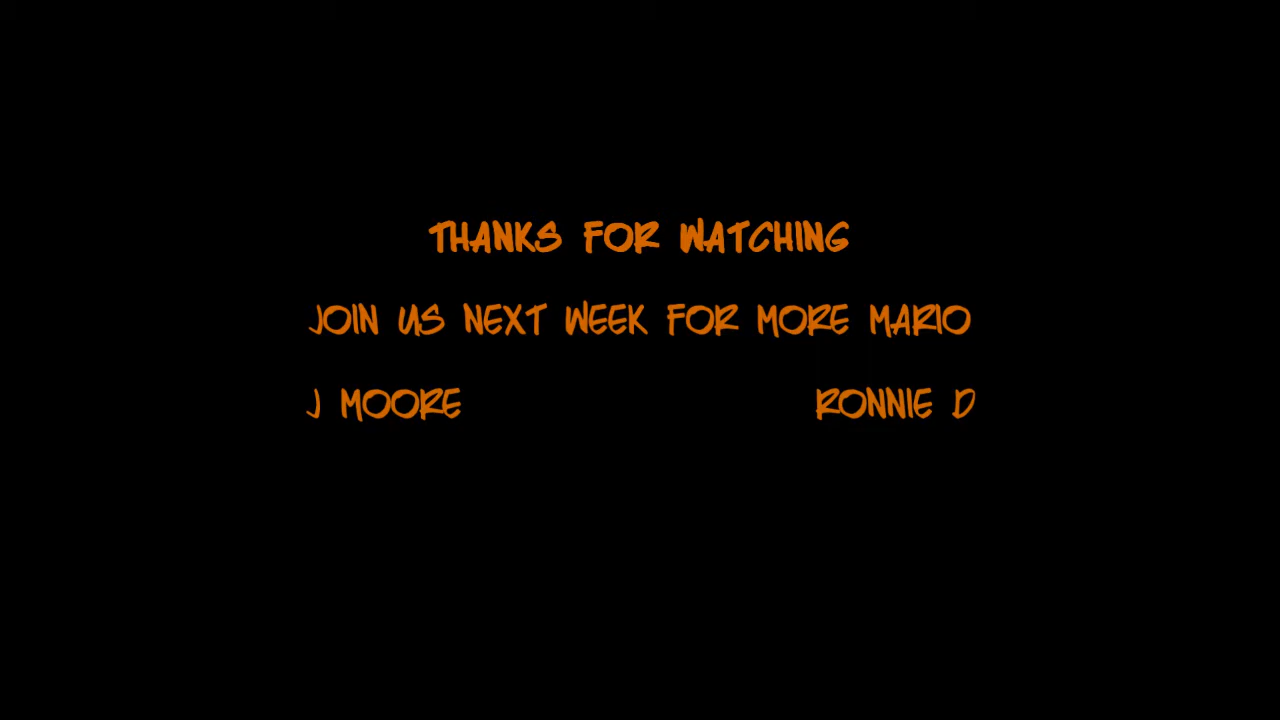 THANKS FOR WATCHING
JOIN US NEXT WEEK FOR MORE MARIO
J MOORE RONNIE D